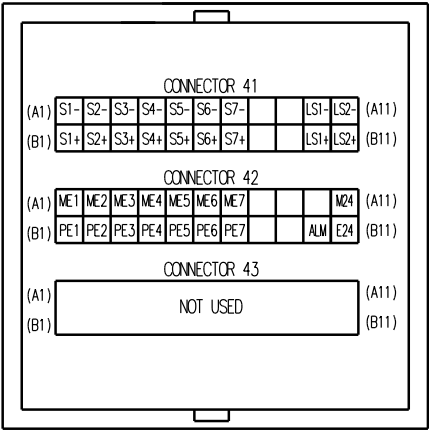 CONNECTOR 41
(A1) S1- S2- S3- S4- S5- S6- S7- LS1- LS2- (A11)
(B1) S1+ S2+ S3+ S4+ S5+ S6+ S7+ LS1+ LS2+ (B11)
CONNECTOR 42
(A1) ME1 ME2 ME3 ME4 ME5 ME6 ME7 M24 (A11)
(B1) PE1 PE2 PE3 PE4 PE5 PE6 PE7 ALM E24 (B11)
CONNECTOR 43
(A1) (A11)
NOT USED
(B1) (B11)